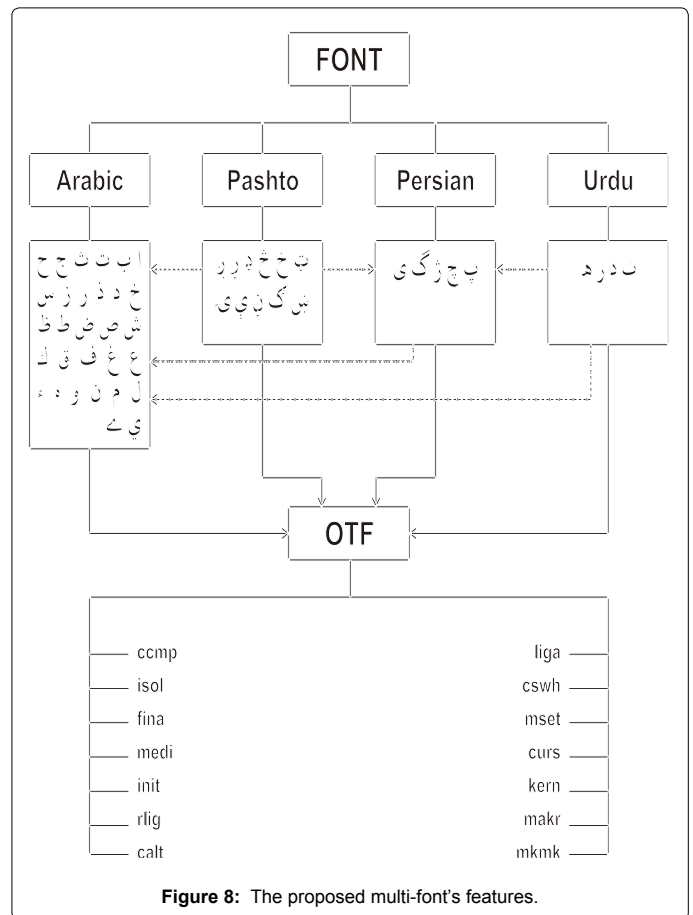 FONT
Arabic
Pashto
Persian
Urdu
ا ب ت ث ج ح
خ د ذ ر ز س
ش ص ض ط ظ
ع غ ف ق ك
ل م ن و ه ء
ي ے
ټ ځ څ ډ
ښ ګ ڼ ې ۍ
پ چ ژ گ ی
ھ
OTF
ccmp
isol
fina
medi
init
rlig
calt
liga
cswh
mset
curs
kern
makr
mkmk
Figure 8: The proposed multi-font's features.